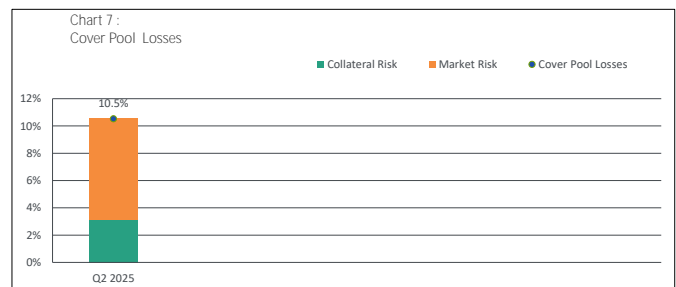 Chart 7 :
Cover Pool Losses
Collateral Risk Market Risk Cover Pool Losses
12%
10.5%
10%
8%
6%
4%
2%
0%
Q2 2025